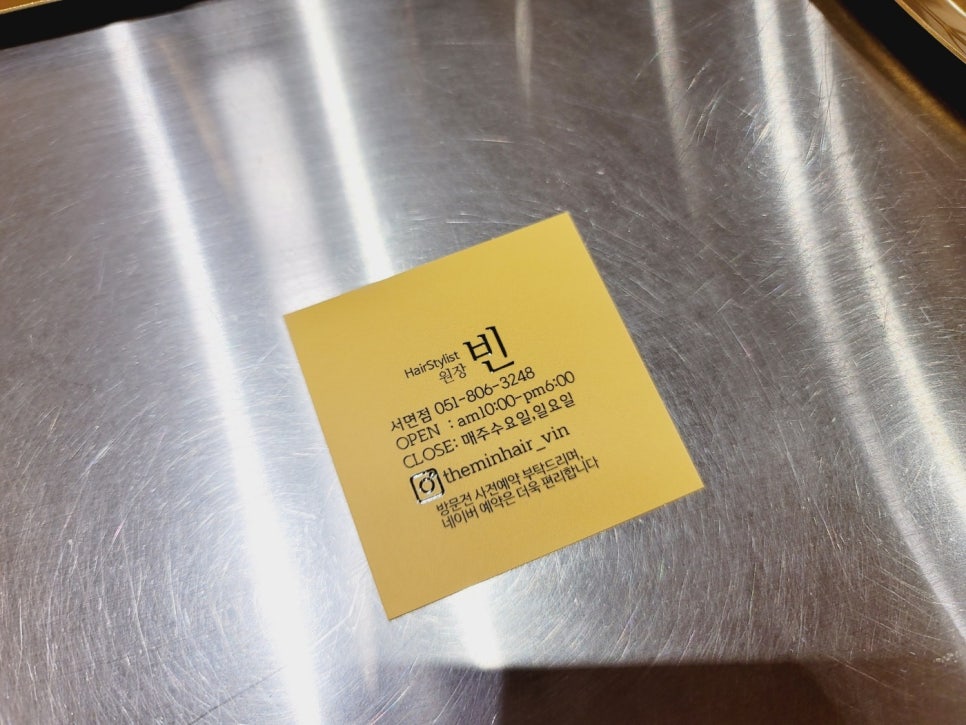 HairStylist 빈
원장
서면점 051-806-3248
OPEN : am10:00-pm6:00
CLOSE: 매주수요일,일요일
theminhair_vin
방문전 사전예약 부탁드리며,
네이버 예약은 더욱 편리합니다